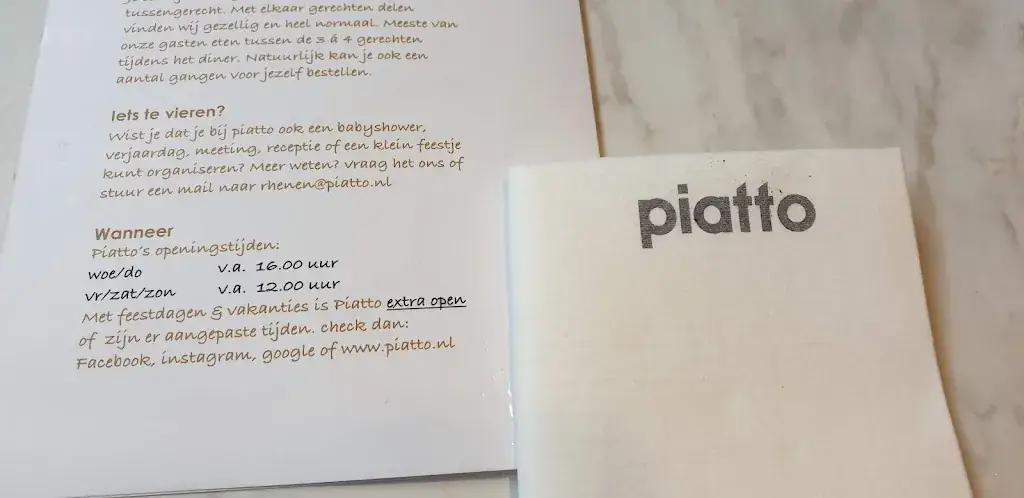 tussengerecht. Met elkaar gerechten delen
vinden wij gezellig en heel normaal. Meeste van
onze gasten eten tussen de 3 á 4 gerechten
tijdens het diner. Natuurlijk kan je ook een
aantal gangen voor jezelf bestellen.
Iets te vieren?
Wist je dat je bij piatto ook een babyshower,
verjaardag, meeting, receptie of een klein feestje
kunt organiseren? Meer weten? vraag het ons of
stuur een mail naar rhenen@piatto.nl
Wanneer
Piatto's openingstijden:
woe/do v.a. 16.00 uur
vr/zat/zon v.a. 12.00 uur
Met feestdagen & vakanties is Piatto extra open
of zijn er aangepaste tijden. check dan:
Facebook, instagram, google of www.piatto.nl
piatto